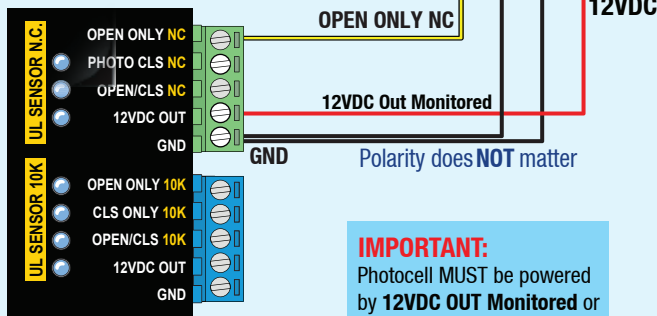 OPEN ONLY NC
12VDC
UL SENSOR N.C.
OPEN ONLY NC
PHOTO CLS NC
OPEN/CLS NC
12VDC OUT
GND
12VDC Out Monitored
GND
Polarity does NOT matter
UL SENSOR 10K
OPEN ONLY 10K
CLS ONLY 10K
OPEN/CLS 10K
12VDC OUT
GND
IMPORTANT:
Photocell MUST be powered
by 12VDC OUT Monitored or